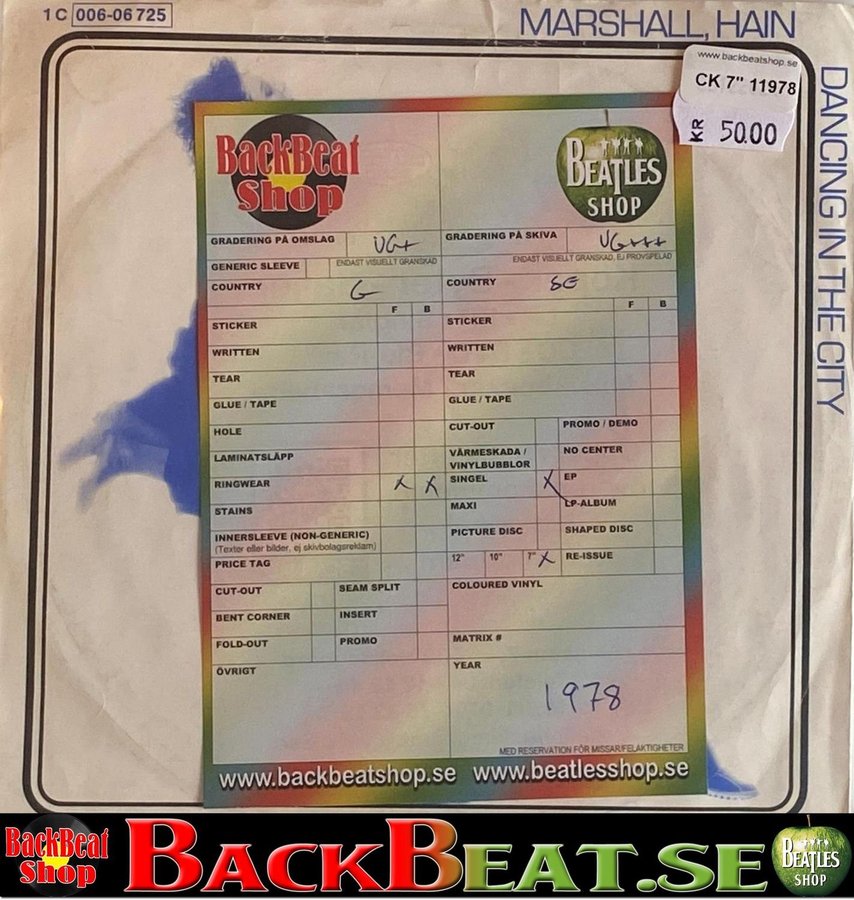 1C 006-06 725
MARSHALL, HAIN
DANCING IN THE CITY
www.backbeatshop.se
CK 7" 11978
KR 50.00
BackBeat
Shop
BEATLES
SHOP
GRADERING PÅ OMSLAG VG+
GRADERING PÅ SKIVA VG+++
GENERIC SLEEVE
ENDAST VISUELLT GRANSKAD
ENDAST VISUELLT GRANSKAD, EJ PROVSPELAD
COUNTRY G
COUNTRY SE
F B
F B
STICKER
STICKER
WRITTEN
WRITTEN
TEAR
TEAR
GLUE / TAPE
GLUE / TAPE
HOLE
CUT-OUT
PROMO / DEMO
LAMINATSLÄPP
VÄRMESKADA /
VINYLBUBBLOR
NO CENTER
RINGWEAR X X
SINGEL X
EP
STAINS
MAXI
LP-ALBUM
INNERSLEEVE (NON-GENERIC)
(Texter eller bilder, ej skivbolagsreklam)
PICTURE DISC
SHAPED DISC
PRICE TAG
12" 10" 7" X
RE-ISSUE
CUT-OUT
SEAM SPLIT
COLOURED VINYL
BENT CORNER
INSERT
FOLD-OUT
PROMO
MATRIX #
ÖVRIGT
YEAR
1978
MED RESERVATION FÖR MISSAR/FELAKTIGHETER
www.backbeatshop.se www.beatlesshop.se
BackBeat
Shop
BACKBEAT.SE
BEATLES
SHOP